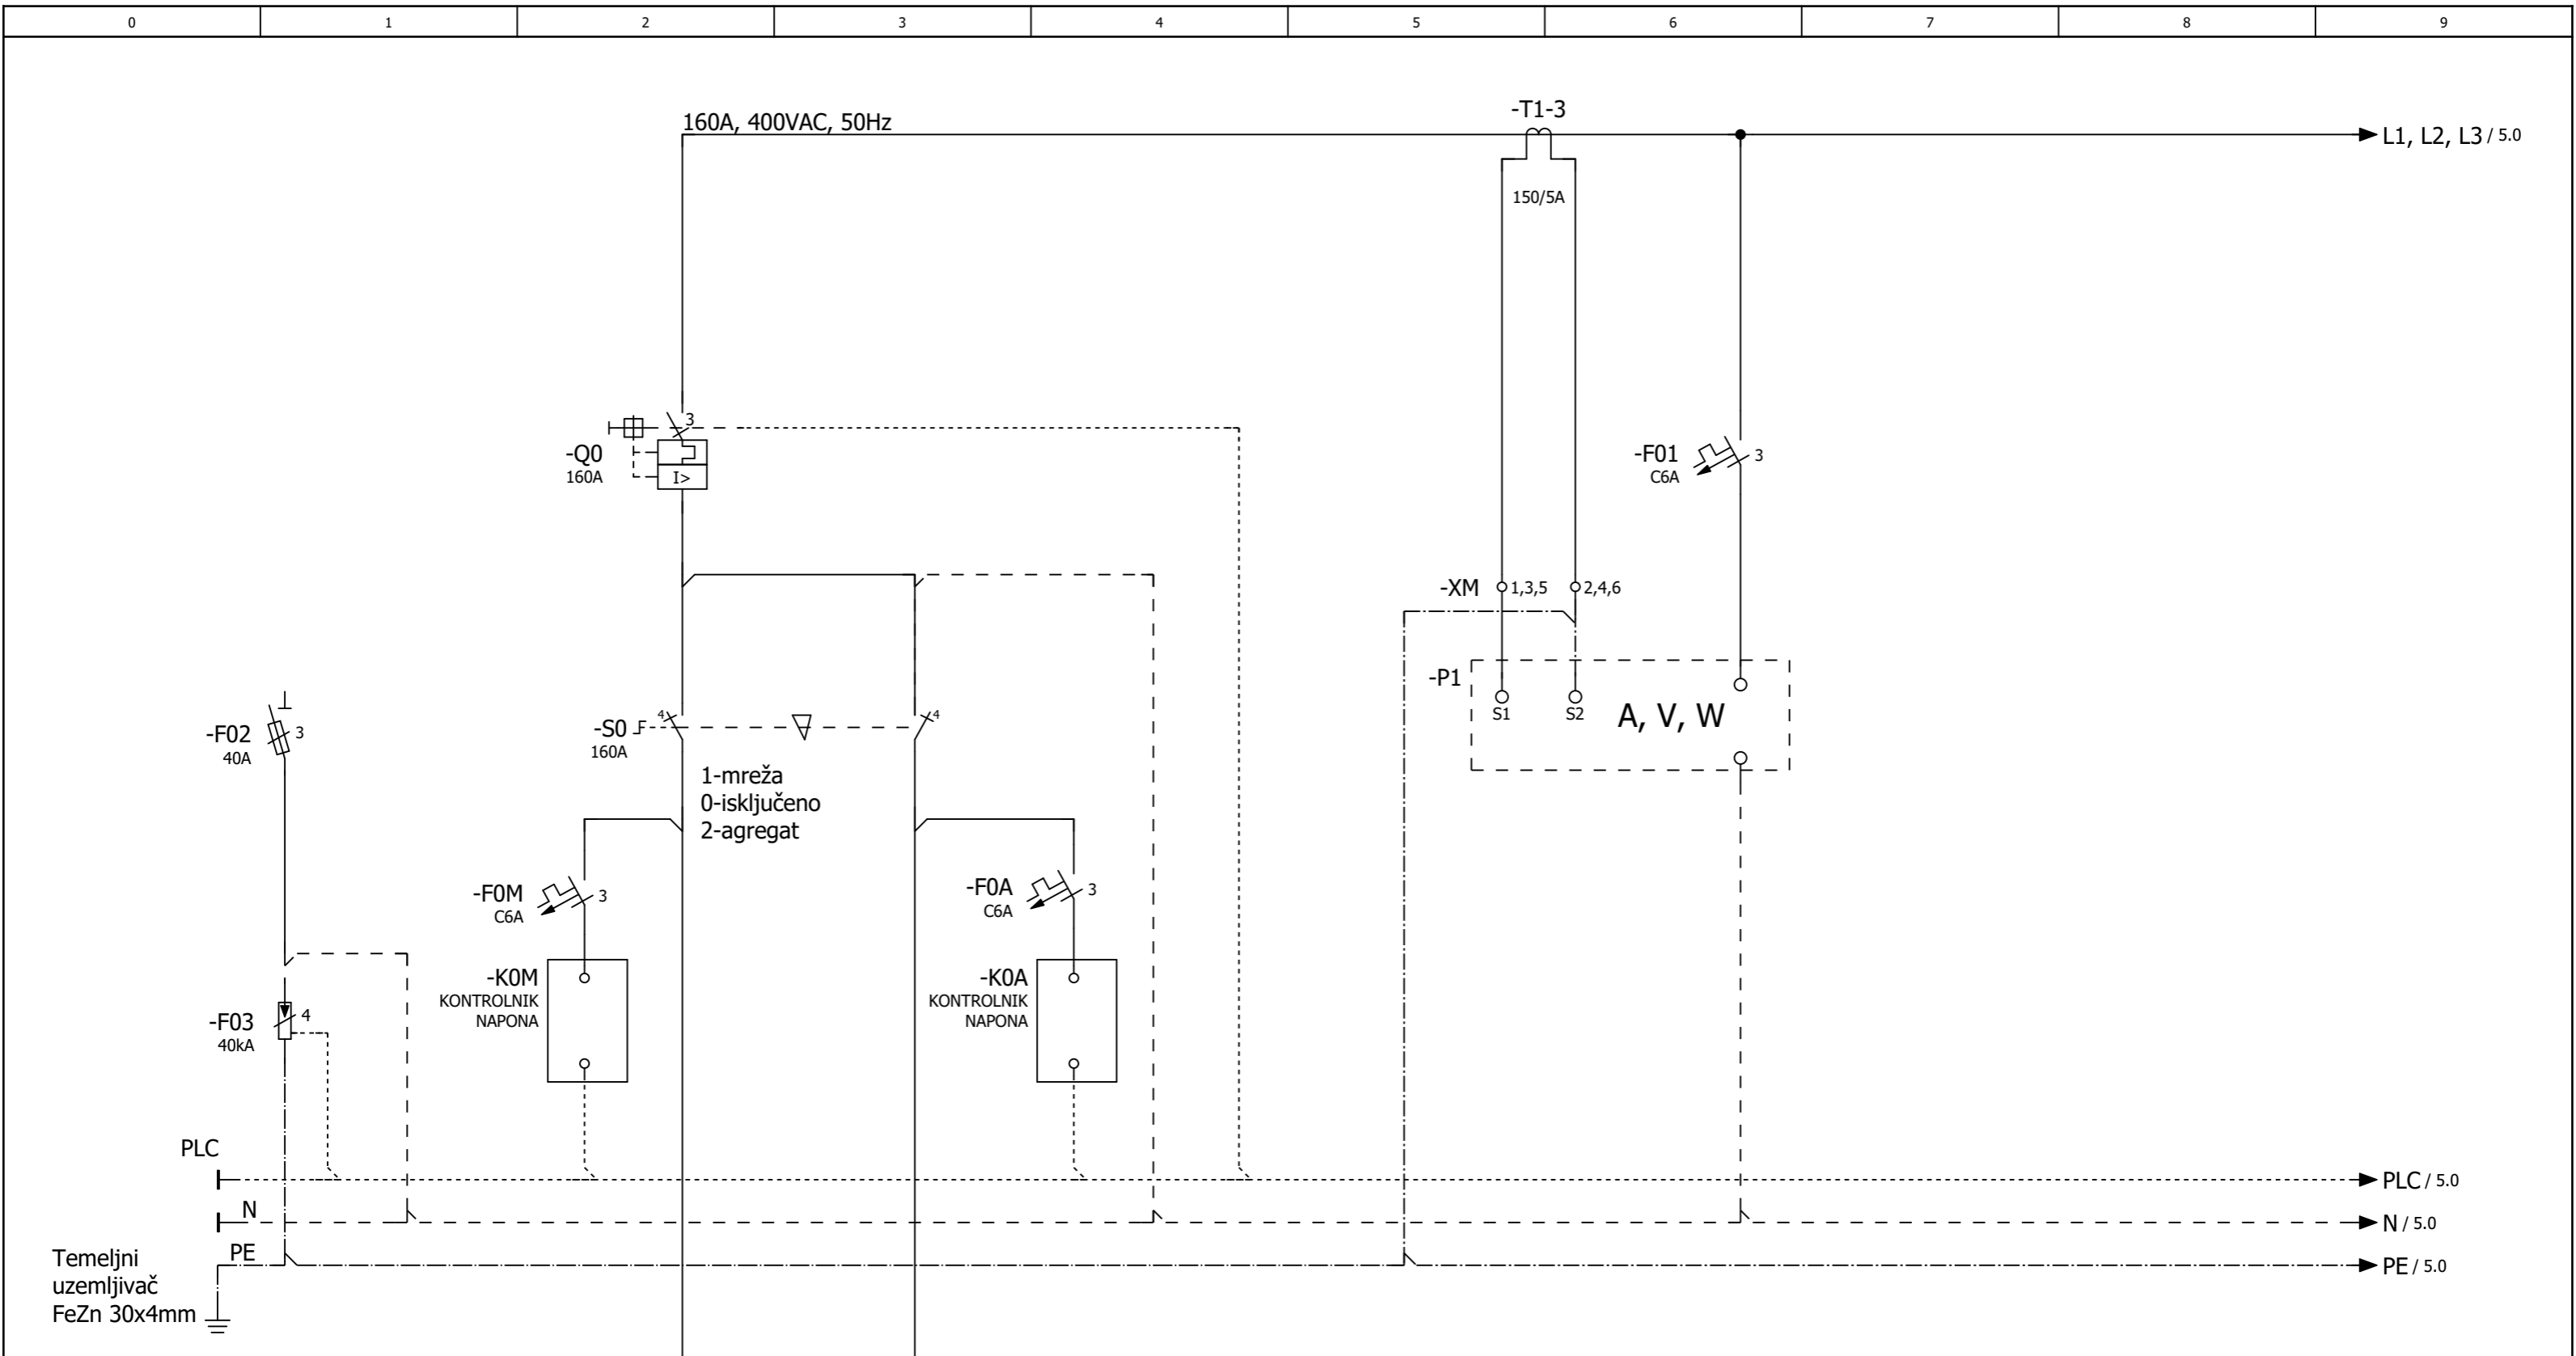 0 1 2 3 4 5 6 7 8 9
160A, 400VAC, 50Hz
-T1-3
L1, L2, L3 / 5.0
150/5A
3
-Q0
160A
I>
-F01
C6A
3
-XM
1,3,5
2,4,6
-P1
S1
S2
A, V, W
-F02
40A
3
-S0
160A
4
4
1-mreža
0-isključeno
2-agregat
-F0M
C6A
3
-F0A
C6A
3
-K0M
KONTROLNIK
NAPONA
-K0A
KONTROLNIK
NAPONA
-F03
40kA
4
PLC
PLC / 5.0
N
N / 5.0
PE
PE / 5.0
Temeljni
uzemljivač
FeZn 30x4mm